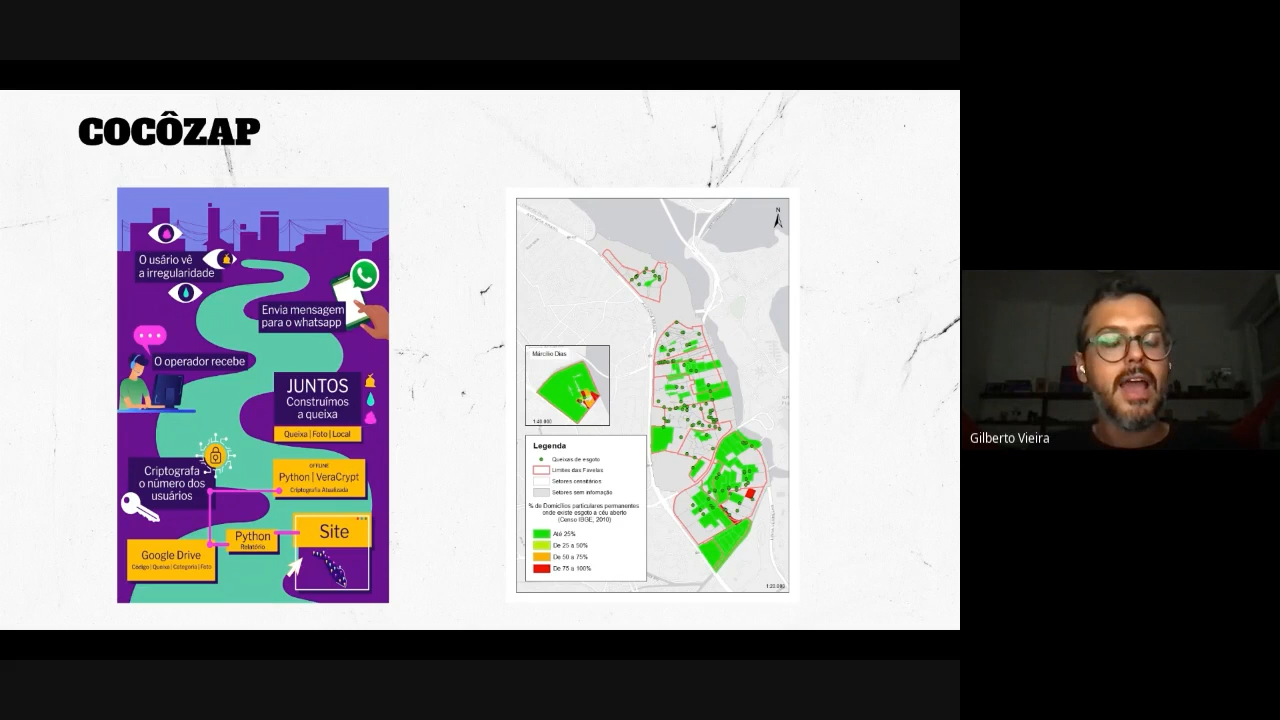 COCÔZAP
O usário vê
a irregularidade
Envia mensagem
para o whatsapp
O operador recebe
JUNTOS
Construímos
a queixa
Queixa | Foto | Local
Criptografa
o número dos
usuários
OFFLINE
Python | VeraCrypt
Criptografia Atualizada
Python
Relatório
Site
Google Drive
Código | Queixa | Categoria | Foto
N
Marcílio Dias
Legenda
Queixas de esgoto
Limites das Favelas
Setores censitários
Setores sem infomação
% de Domicílios particulares permanentes
onde existe esgoto a céu aberto
(Censo IBGE, 2010)
Até 25%
De 25 a 50%
De 50 a 75%
De 75 a 100%
Gilberto Vieira